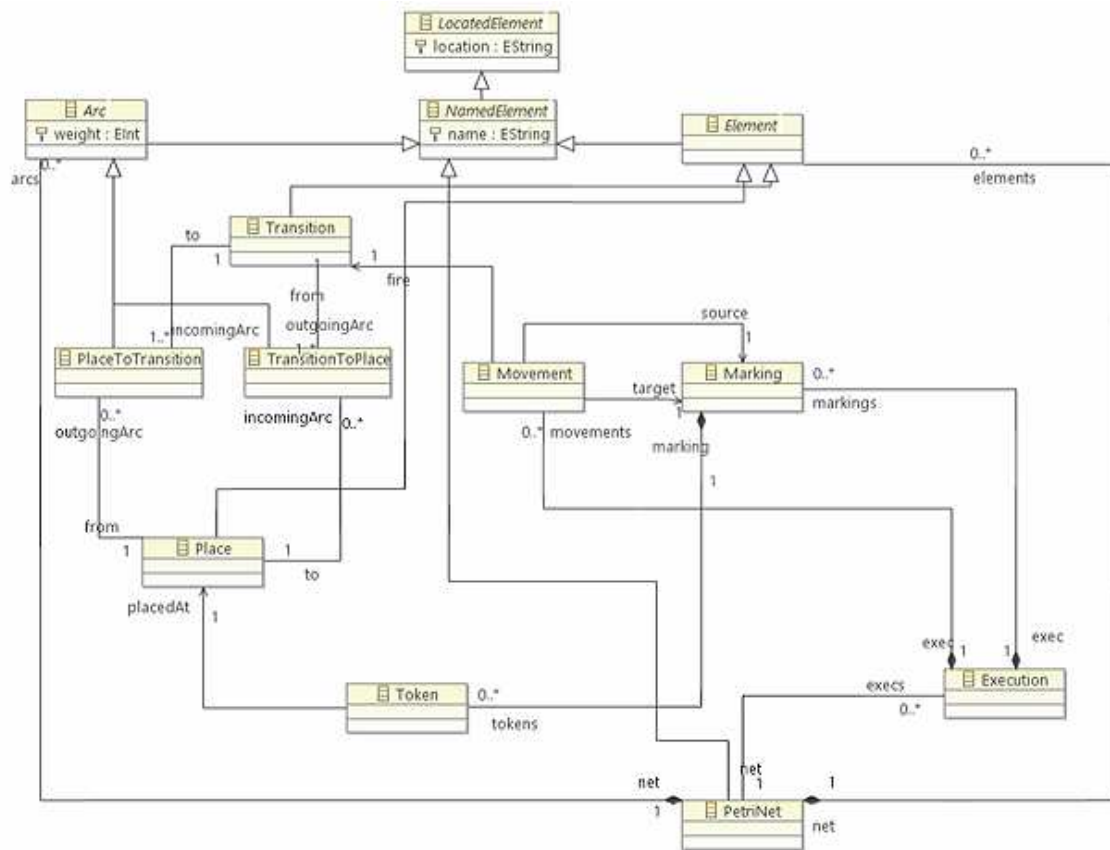 LocatedElement
location : EString
Arc
weight : EInt
NamedElement
name : EString
Element
0..*
arcs
0..*
elements
Transition
to
1
1
fire
1
from
outgoingArc
1..*
incomingArc
1..*
source
1
PlaceToTransition
TransitionToPlace
Movement
Marking
0..*
markings
target
1
0..*
outgoingArc
incomingArc
0..*
0..* movements
marking
1
from
1
Place
1
to
placedAt
1
exec
1
1
exec
Token
0..*
tokens
Execution
execs
0..*
net
1
net
1
1
net
PetriNet